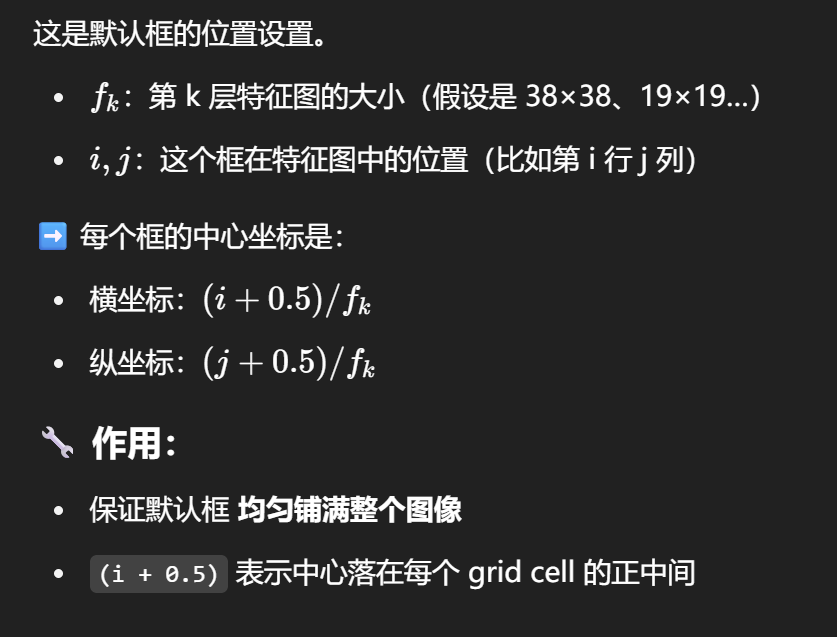 这是默认框的位置设置。
• fₖ：第 k 层特征图的大小（假设是 38×38、19×19…）
• i, j：这个框在特征图中的位置（比如第 i 行 j 列）
➡️ 每个框的中心坐标是：
• 横坐标：(i + 0.5)/fₖ
• 纵坐标：(j + 0.5)/fₖ
🔧 作用：
• 保证默认框 均匀铺满整个图像
• (i + 0.5) 表示中心落在每个 grid cell 的正中间